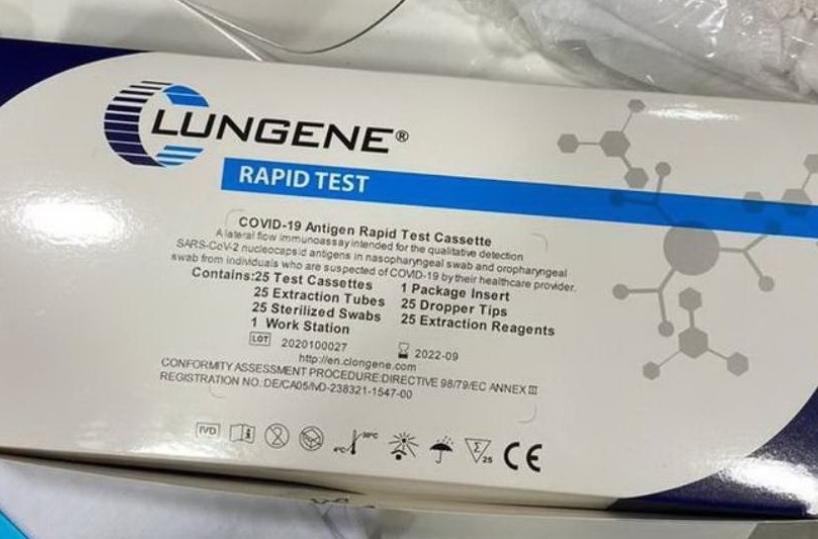 CLUNGENE®
RAPID TEST
COVID-19 Antigen Rapid Test Cassette
A lateral flow immunoassay intended for the qualitative detection
SARS-CoV-2 nucleocapsid antigens in nasopharyngeal swab and oropharyngeal
swab from individuals who are suspected of COVID-19 by their healthcare provider.
Contains:25 Test Cassettes 1 Package Insert
25 Extraction Tubes 25 Dropper Tips
25 Sterilized Swabs 25 Extraction Reagents
1 Work Station
LOT 2020100027 2022-09
http://en.clongene.com
CONFORMITY ASSESSMENT PROCEDURE:DIRECTIVE 98/79/EC ANNEX III
REGISTRATION NO.:DE/CA05/IVD-238321-1547-00
IVD 4°C 30°C Σ 25 CE